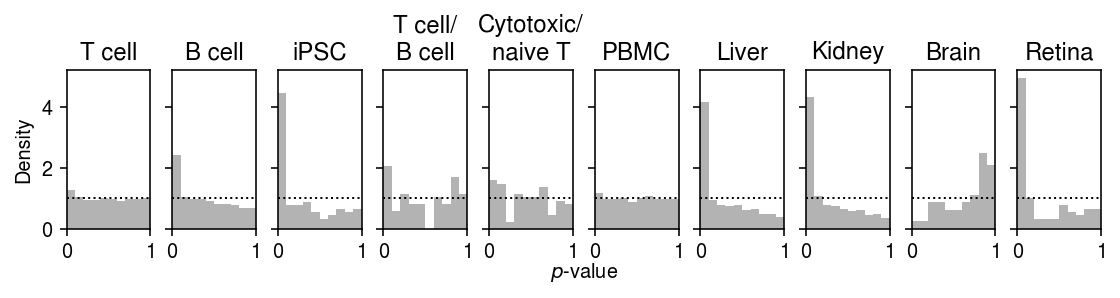 T cell
B cell
iPSC
T cell/
B cell
Cytotoxic/
naive T
PBMC
Liver
Kidney
Brain
Retina
Density
4
2
0
0 1
0 1
0 1
0 1
0 1
0 1
0 1
0 1
0 1
0 1
p-value